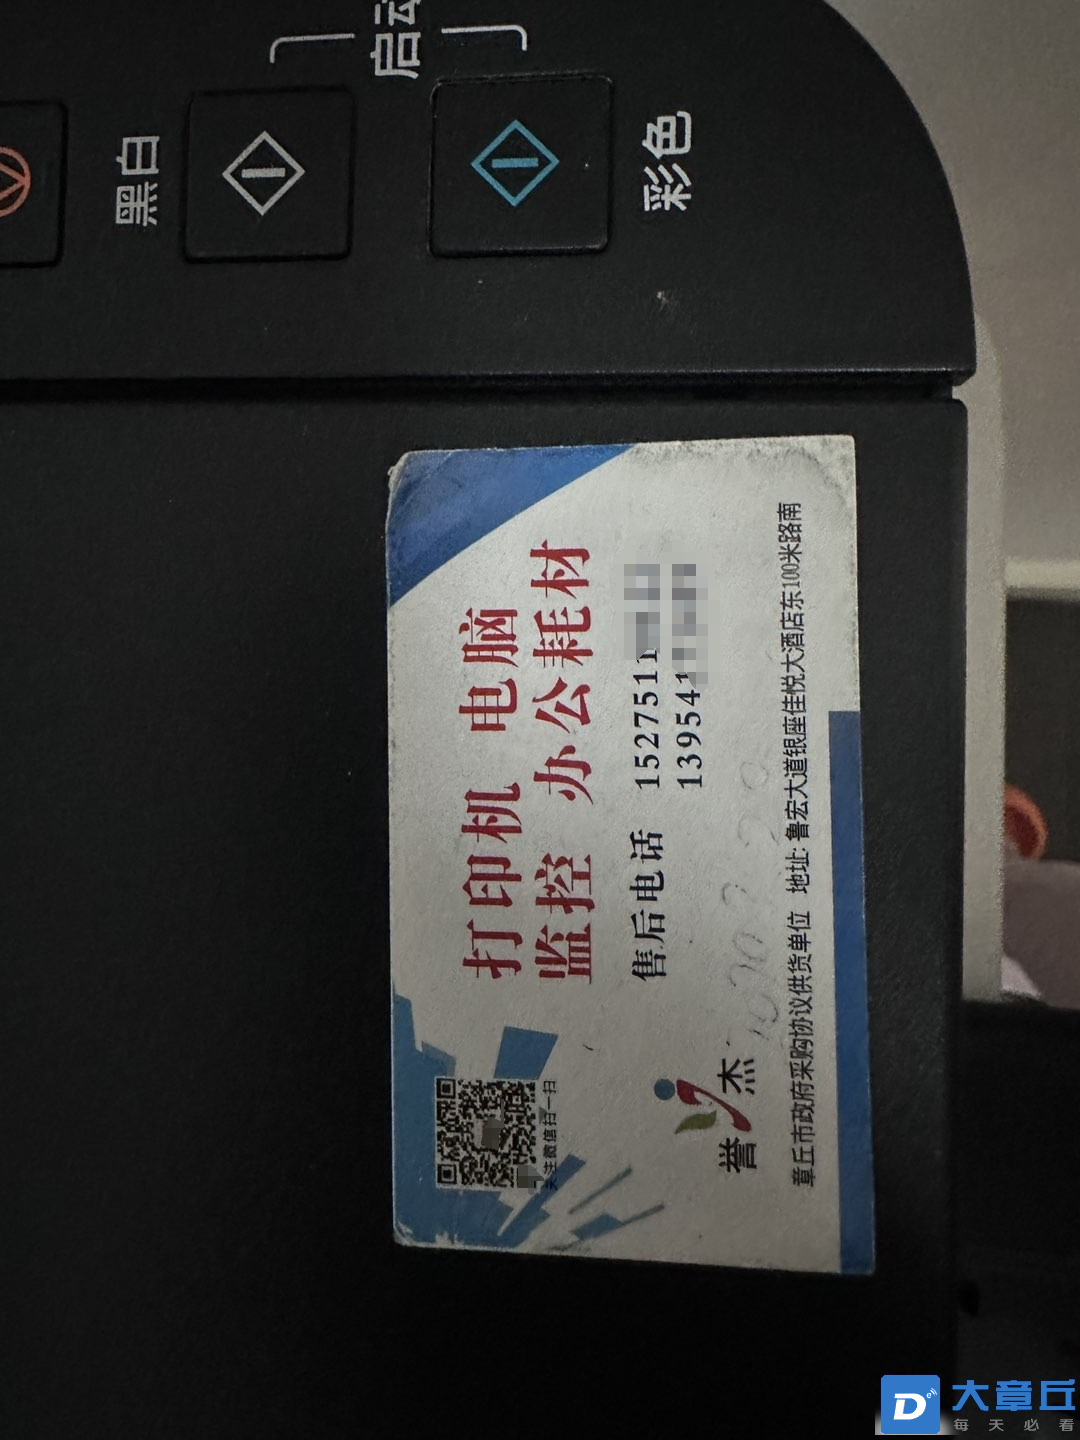 启动
黑白
彩色
打印机 电脑
监控 办公耗材
售后电话 1527511
139541
关注微信扫一扫
誉杰
章丘市政府采购协议供货单位 地址: 鲁宏大道银座佳悦大酒店东100米路南
大章丘
每天必看